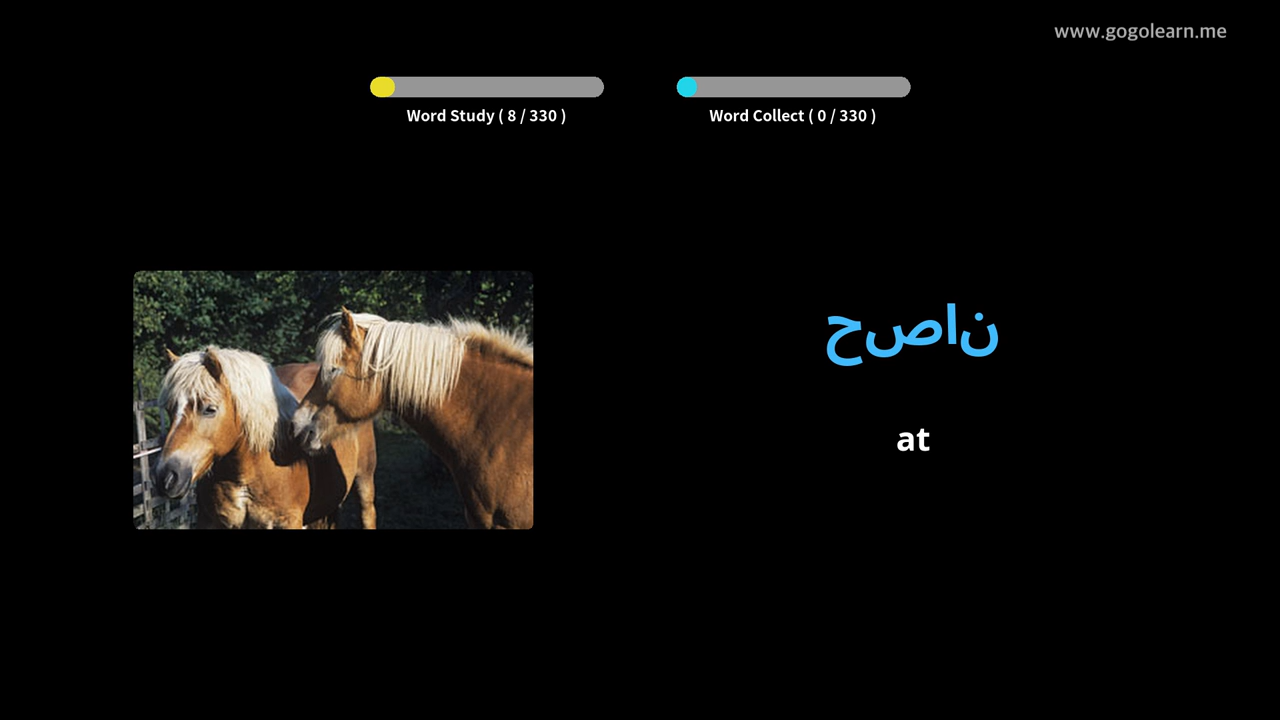 www.gogolearn.me
Word Study ( 8 / 330 )
Word Collect ( 0 / 330 )
حصان
at